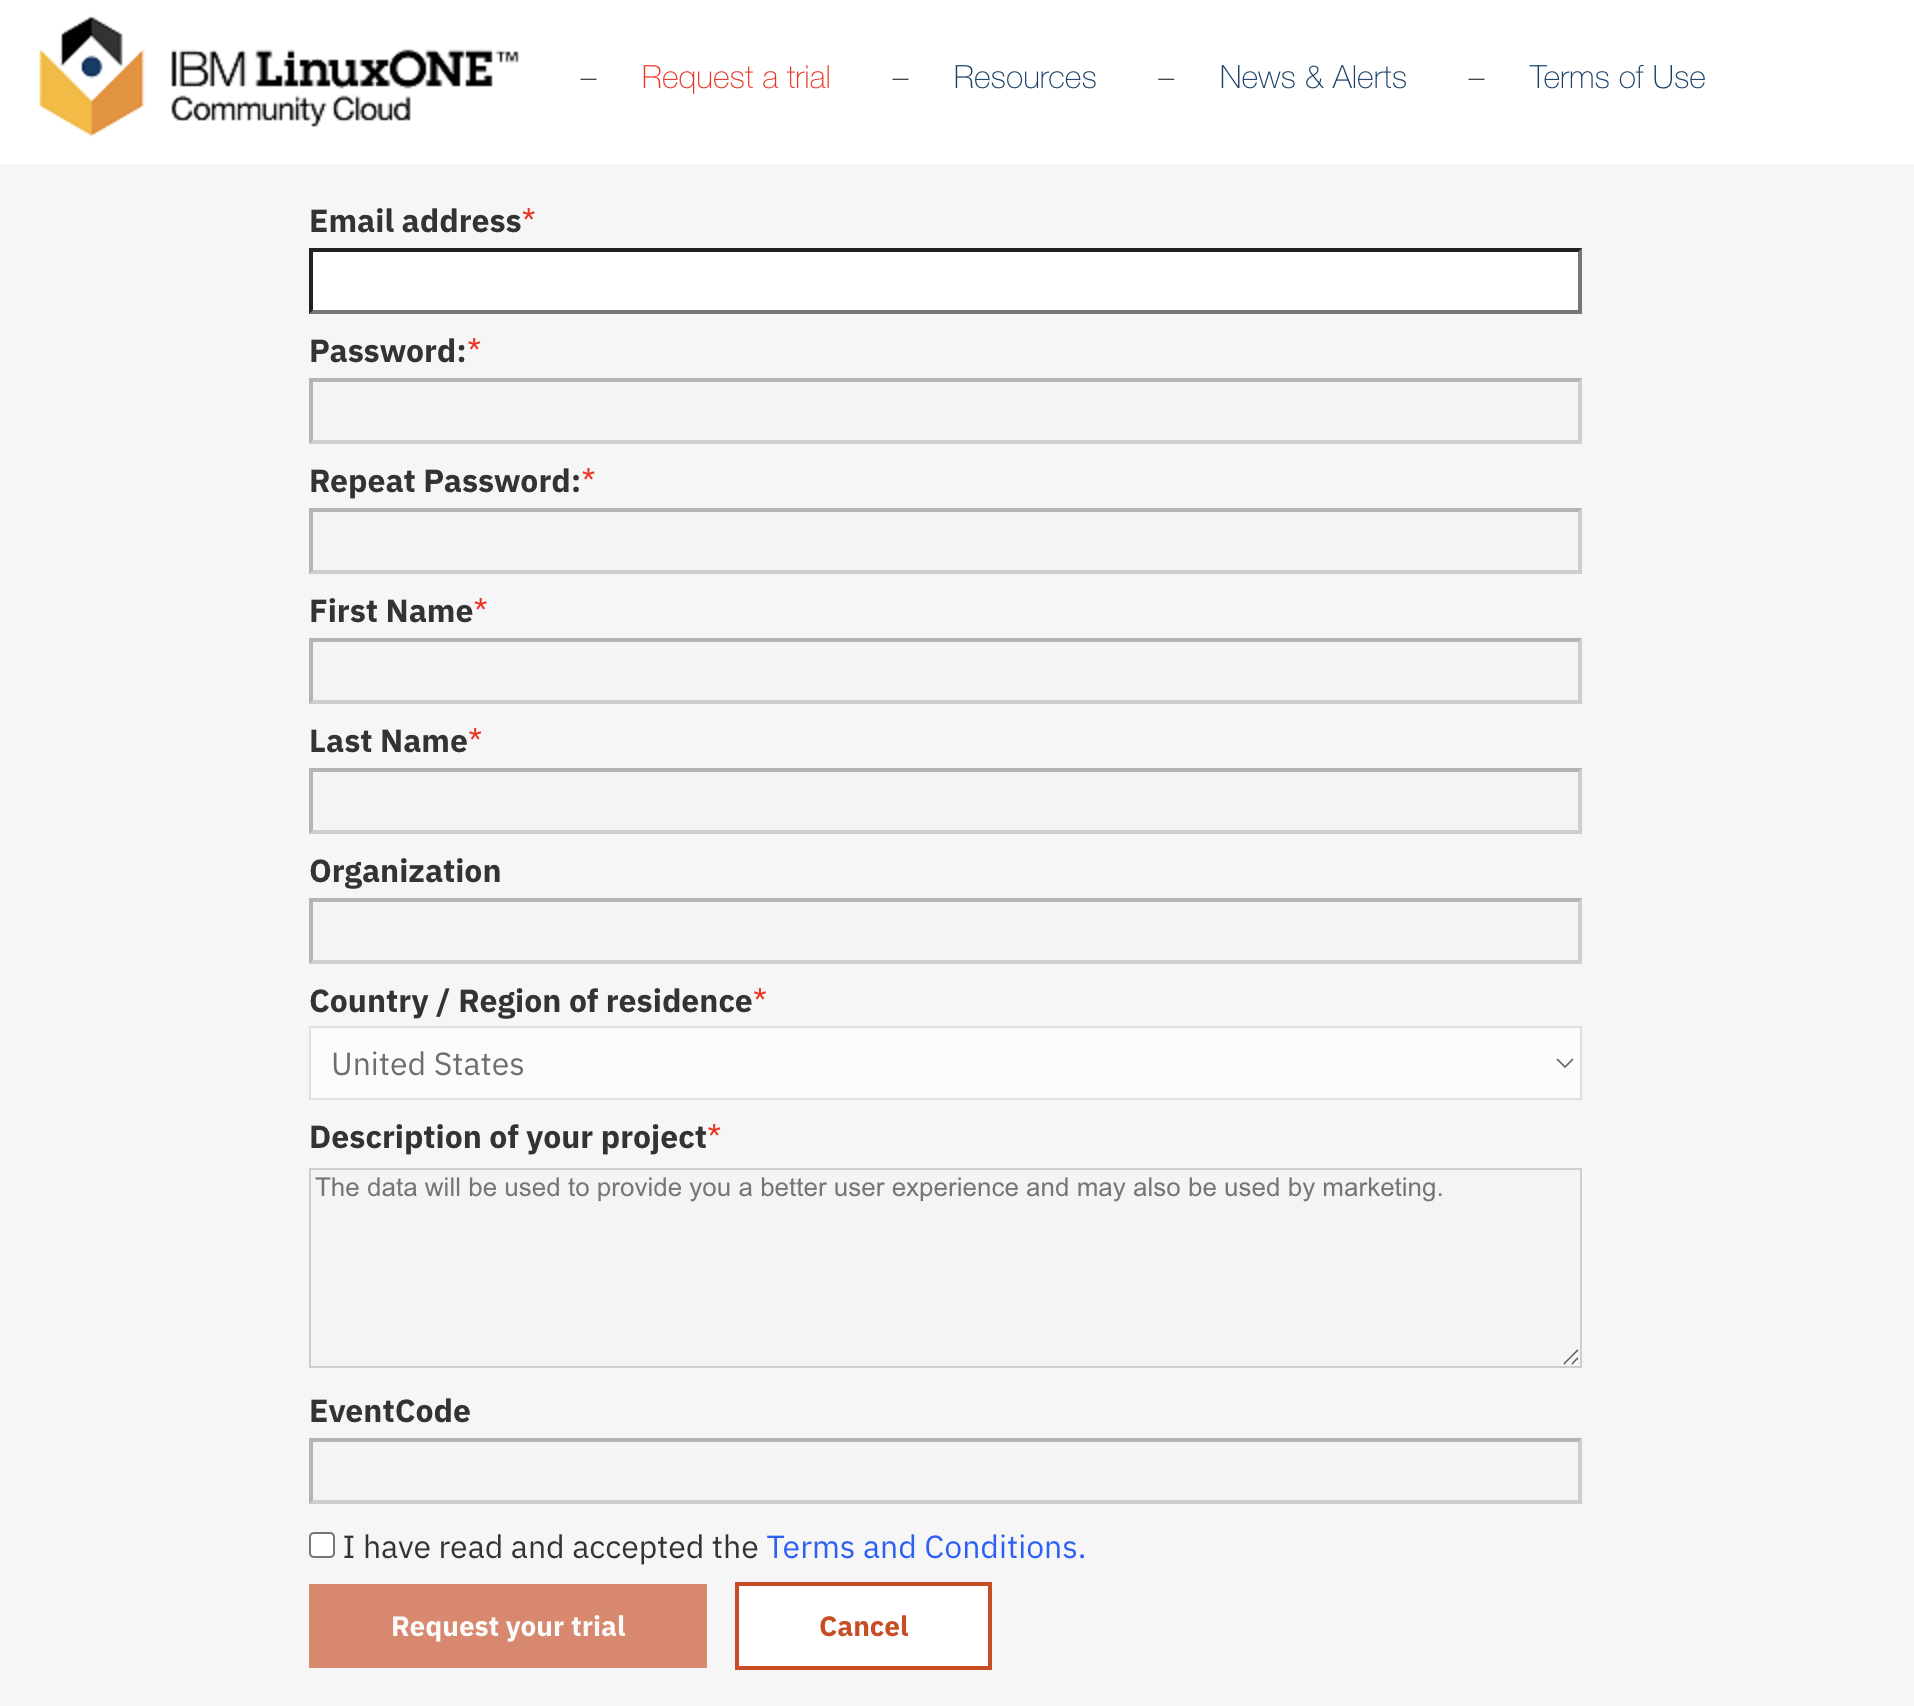 IBM LinuxONE™
Community Cloud
– Request a trial – Resources – News & Alerts – Terms of Use
Email address*
Password:*
Repeat Password:*
First Name*
Last Name*
Organization
Country / Region of residence*
United States
Description of your project*
The data will be used to provide you a better user experience and may also be used by marketing.
EventCode
I have read and accepted the Terms and Conditions.
Request your trial Cancel